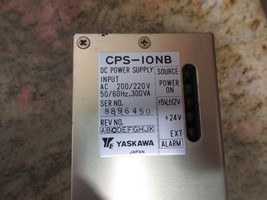 CPS-10NB
DC POWER SUPPLY
INPUT
AC 200/220V
50/60Hz, 300VA
SER NO.
8896450
REV NO.
ABCDEFGHJK
YASKAWA
JAPAN
SOURCE
POWER
ON
+5V,±12V
+24V
EXT
ALARM